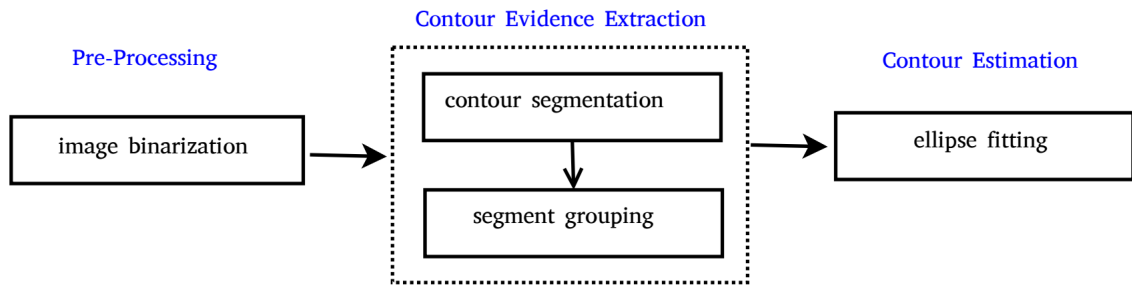 Contour Evidence Extraction
Pre-Processing
Contour Estimation
contour segmentation
image binarization
ellipse fitting
segment grouping